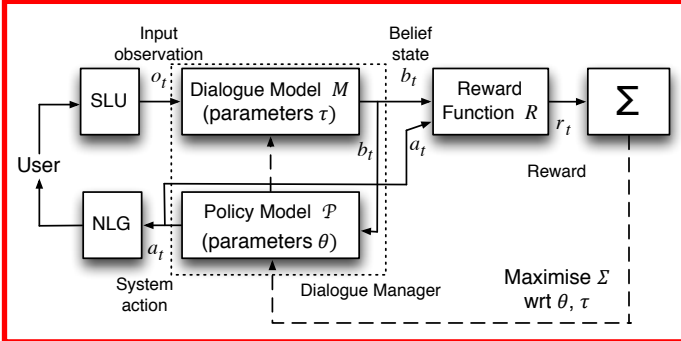 Input
observation
Belief
state
o_t
b_t
SLU
Dialogue Model M
(parameters τ)
Reward
Function R
Σ
r_t
b_t
a_t
User
Reward
NLG
Policy Model P
(parameters θ)
a_t
System
action
Dialogue Manager
Maximise Σ
wrt θ, τ